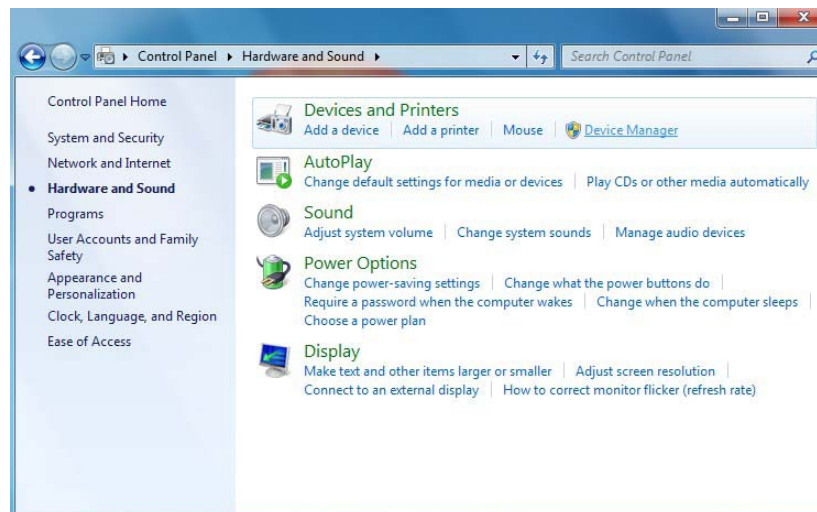 Control Panel Hardware and Sound Search Control Panel
Control Panel Home
System and Security
Network and Internet
Hardware and Sound
Programs
User Accounts and Family
Safety
Appearance and
Personalization
Clock, Language, and Region
Ease of Access
Devices and Printers
Add a device Add a printer Mouse Device Manager
AutoPlay
Change default settings for media or devices Play CDs or other media automatically
Sound
Adjust system volume Change system sounds Manage audio devices
Power Options
Change power-saving settings Change what the power buttons do
Require a password when the computer wakes Change when the computer sleeps
Choose a power plan
Display
Make text and other items larger or smaller Adjust screen resolution
Connect to an external display How to correct monitor flicker (refresh rate)